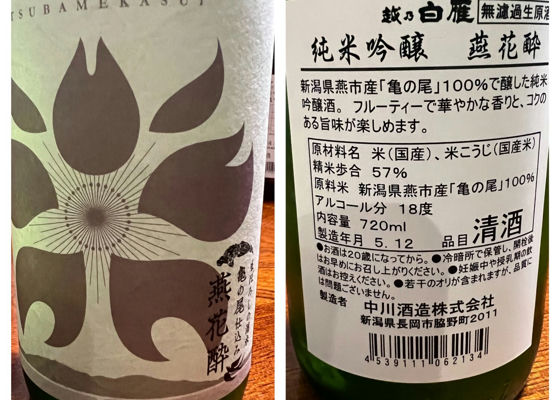 TSUBAMEKASUI
亀の尾仕込み
燕花酔
越乃白雁 無濾過生原酒
純米吟醸 燕花酔
新潟県燕市産「亀の尾」100%で醸した純米
吟醸酒。フルーティーで華やかな香りと、コクの
ある旨味が楽しめます。
原材料名 米(国産)、米こうじ(国産米)
精米歩合 57%
原料米 新潟県燕市産「亀の尾」100%
アルコール分 18度
内容量 720ml
製造年月 5.12 品目 清酒
●お酒は20歳になってから。●冷暗所で保管し、開栓後
はお早めにお召し上がりください。●妊娠中や授乳期の飲
酒はお控えください。●若干のオリが含まれますが、品質に
は問題ございません。
製造者 中川酒造株式会社
新潟県長岡市脇野町2011
4539111062134